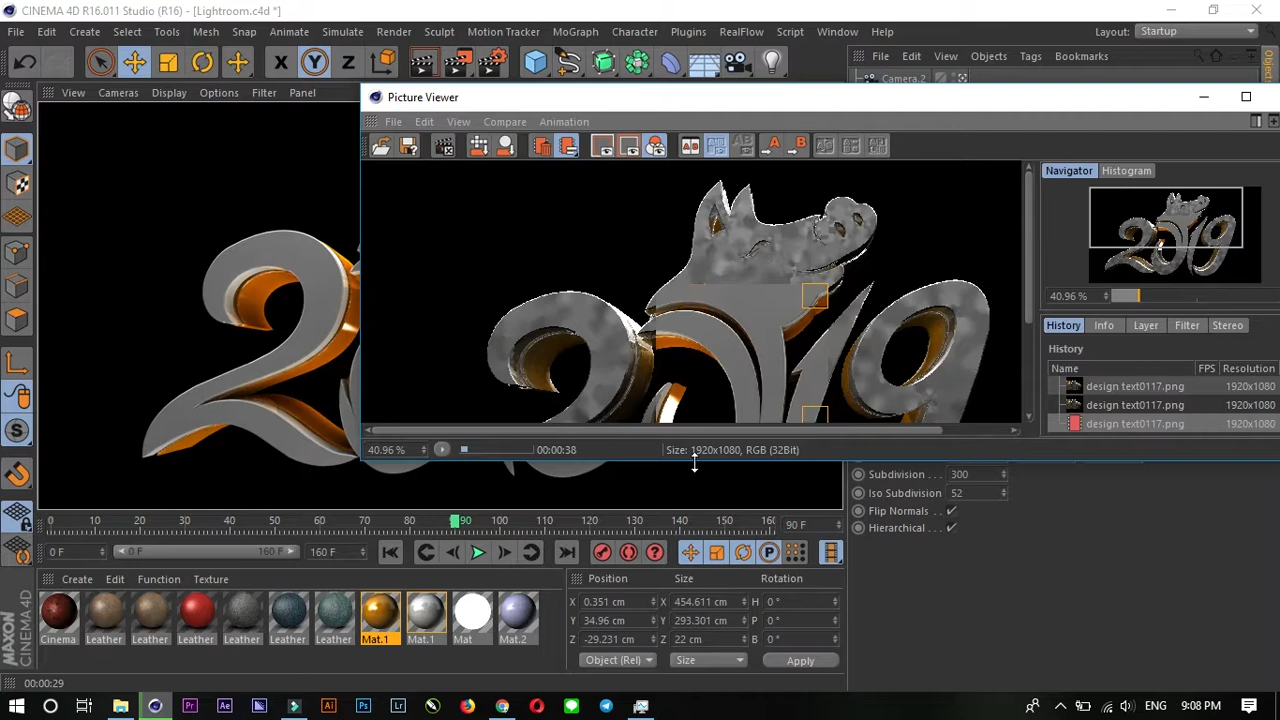 CINEMA 4D R16.011 Studio (R16) - [Lightroom.c4d *]
File Edit Create Select Tools Mesh Snap Animate Simulate Render Sculpt Motion Tracker MoGraph Character Plugins RealFlow Script Window Help Layout: Startup
X Y Z
File Edit View Objects Tags Bookmarks
Camera.2
Objects
View Cameras Display Options Filter Panel
Picture Viewer
File Edit View Compare Animation
Navigator Histogram
2019
2
40.96 %
History Info Layer Filter Stereo
History
Name FPS Resolution
design text0117.png 1920x1080
design text0117.png 1920x1080
design text0117.png 1920x1080
40.96 % 00:00:38 Size: 1920x1080, RGB (32Bit)
Subdivision 300
Iso Subdivision 52
Flip Normals
Hierarchical
0 10 20 30 40 50 60 70 80 90 100 110 120 130 140 150 160 90 F
0 F 0 F 160 F 160 F
Create Edit Function Texture
Position Size Rotation
X 0.351 cm X 454.611 cm H 0 °
Y 34.96 cm Y 293.301 cm P 0 °
Z -29.231 cm Z 22 cm B 0 °
Object (Rel) Size Apply
Cinema Leather Leather Leather Leather Leather Leather Mat.1 Mat.1 Mat Mat.2
MAXON CINEMA 4D
00:00:29
ENG 9:08 PM